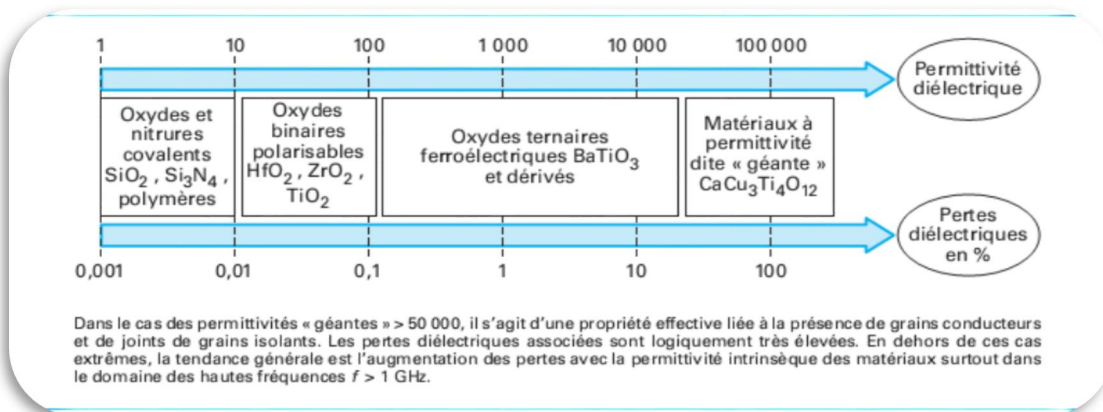 1 10 100 1 000 10 000 100 000
Permittivité
diélectrique
Oxydes et
nitrures
covalents
SiO2 , Si3N4 ,
polymères
Oxydes
binaires
polarisables
HfO2 , ZrO2 ,
TiO2
Oxydes ternaires
ferroélectriques BaTiO3
et dérivés
Matériaux à
permittivité
dite « géante »
CaCu3Ti4O12
Pertes
diélectriques
en %
0,001 0,01 0,1 1 10 100
Dans le cas des permittivités « géantes » > 50 000, il s’agit d’une propriété effective liée à la présence de grains conducteurs
et de joints de grains isolants. Les pertes diélectriques associées sont logiquement très élevées. En dehors de ces cas
extrêmes, la tendance générale est l’augmentation des pertes avec la permittivité intrinsèque des matériaux surtout dans
le domaine des hautes fréquences f > 1 GHz.